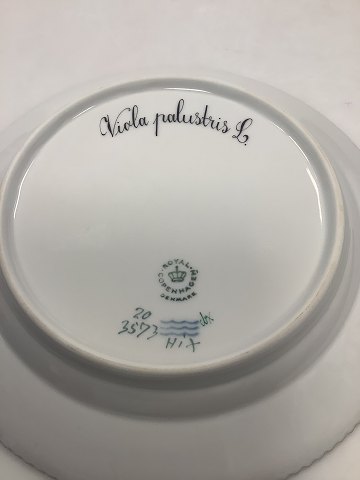 Viola palustris L.
ROYAL
COPENHAGEN
DENMARK
20
3573